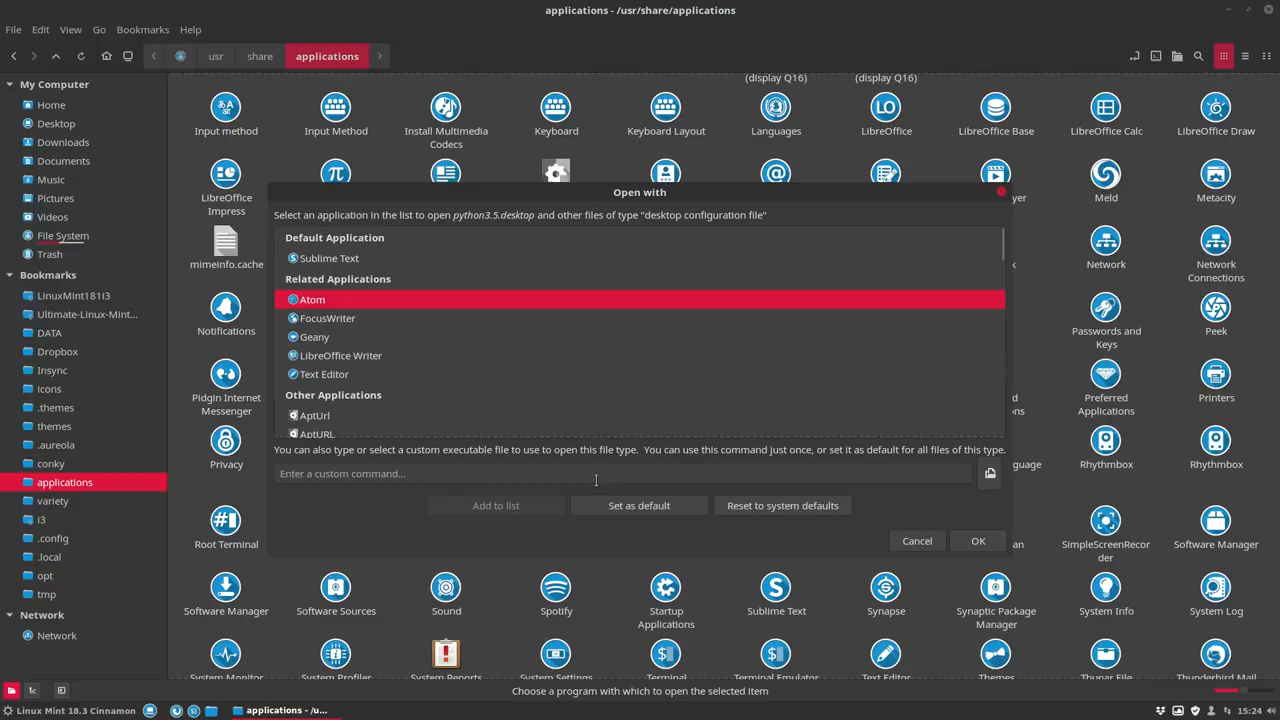 applications - /usr/share/applications
File Edit View Go Bookmarks Help
usr share applications
My Computer
Home
Desktop
Downloads
Documents
Music
Pictures
Videos
File System
Trash
Bookmarks
LinuxMint181i3
Ultimate-Linux-Mint...
DATA
Dropbox
Insync
icons
.themes
themes
.aureola
conky
applications
variety
i3
.config
.local
opt
tmp
Network
Network
(display Q16) (display Q16)
Input method Input Method Install Multimedia Codecs Keyboard Keyboard Layout Languages LibreOffice LibreOffice Base LibreOffice Calc LibreOffice Draw
LibreOffice Impress Meld Metacity
mimeinfo.cache Network Network Connections
Notifications Passwords and Keys Peek
Pidgin Internet Messenger Preferred Applications Printers
Privacy Rhythmbox Rhythmbox
Root Terminal SimpleScreenRecorder Software Manager
Open with
Select an application in the list to open python3.5.desktop and other files of type "desktop configuration file"
Default Application
Sublime Text
Related Applications
Atom
FocusWriter
Geany
LibreOffice Writer
Text Editor
Other Applications
AptUrl
AptURL
You can also type or select a custom executable file to use to open this file type. You can use this command just once, or set it as default for all files of this type.
Enter a custom command...
Add to list Set as default Reset to system defaults
Cancel OK
Software Manager Software Sources Sound Spotify Startup Applications Sublime Text Synapse Synaptic Package Manager System Info System Log
System Monitor System Profiler System Reports System Settings Terminal Terminal Emulator Text Editor Themes Thunar File Thunderbird Mail
Choose a program with which to open the selected item
Linux Mint 18.3 Cinnamon applications - /u... 15:24